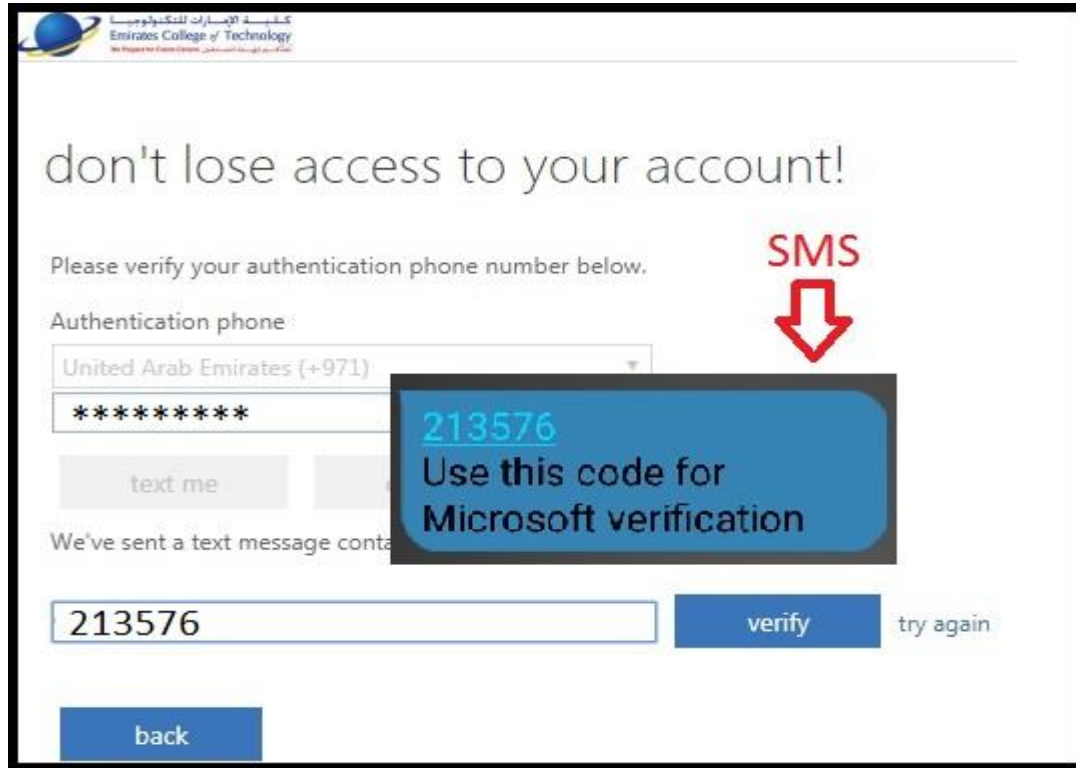 كليـــة الإمـــارات للتكنولوجيـــا
Emirates College of Technology
don't lose access to your account!
SMS
Please verify your authentication phone number below.
Authentication phone
United Arab Emirates (+971)
*********
213576
Use this code for
Microsoft verification
text me
We've sent a text message
213576
verify
try again
back